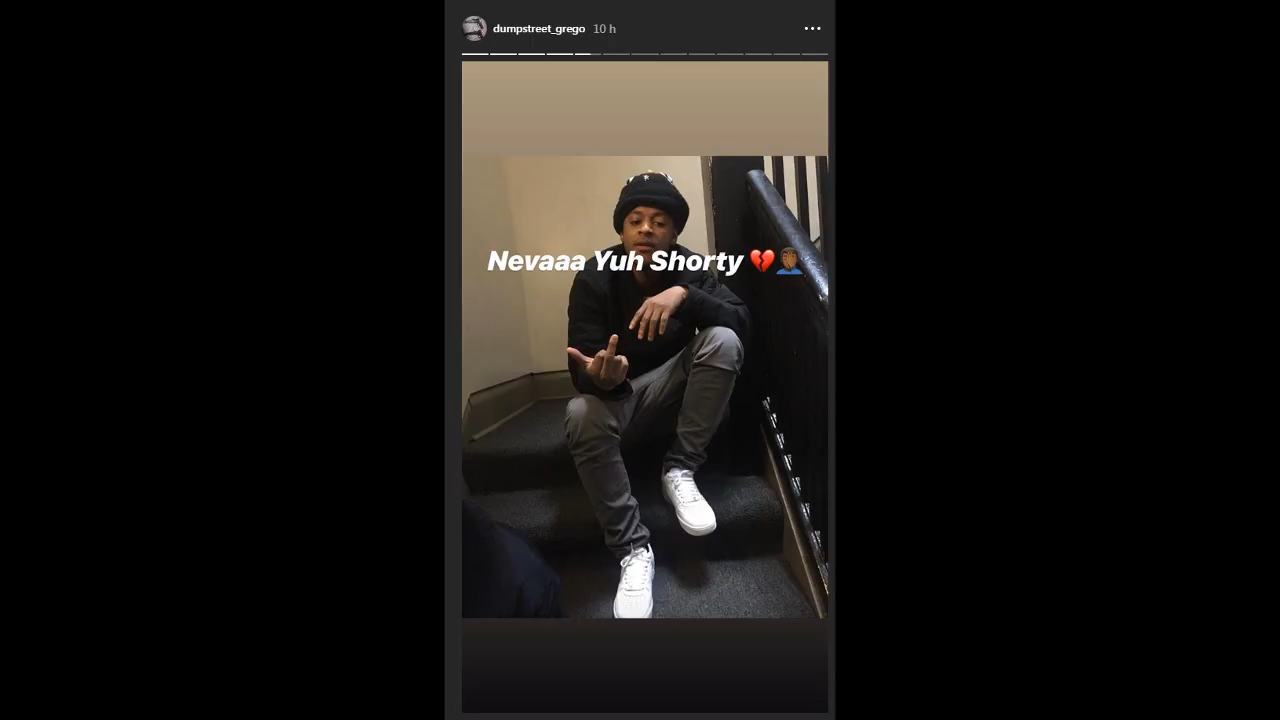 dumpstreet_grego 10 h
Nevaaa Yuh Shorty 💔🤦🏾‍♂️